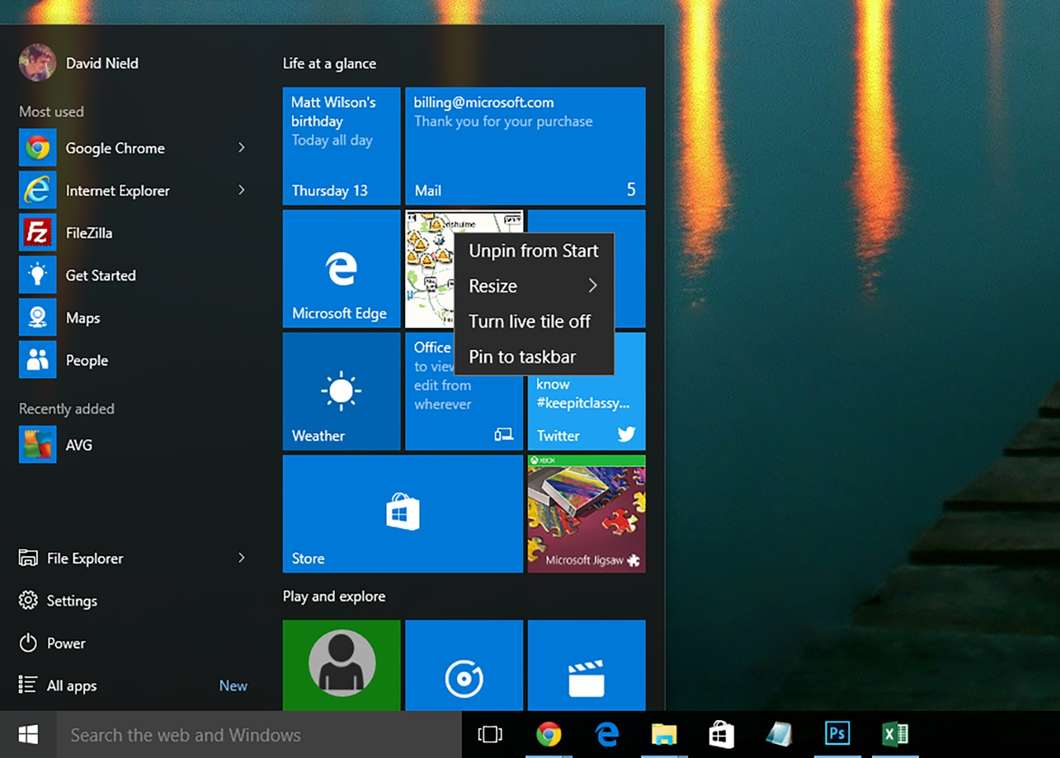 David Nield
Most used
Google Chrome
Internet Explorer
FileZilla
Get Started
Maps
People
Recently added
AVG
File Explorer
Settings
Power
All apps
New
Life at a glance
Matt Wilson's
birthday
Today all day
Thursday 13
billing@microsoft.com
Thank you for your purchase
Mail
5
Microsoft Edge
Unpin from Start
Resize
Turn live tile off
Pin to taskbar
Weather
Office
edit from
wherever
know
#keepitclassy...
Twitter
Store
XBOX
Microsoft Jigsaw
Play and explore
Search the web and Windows
Ps